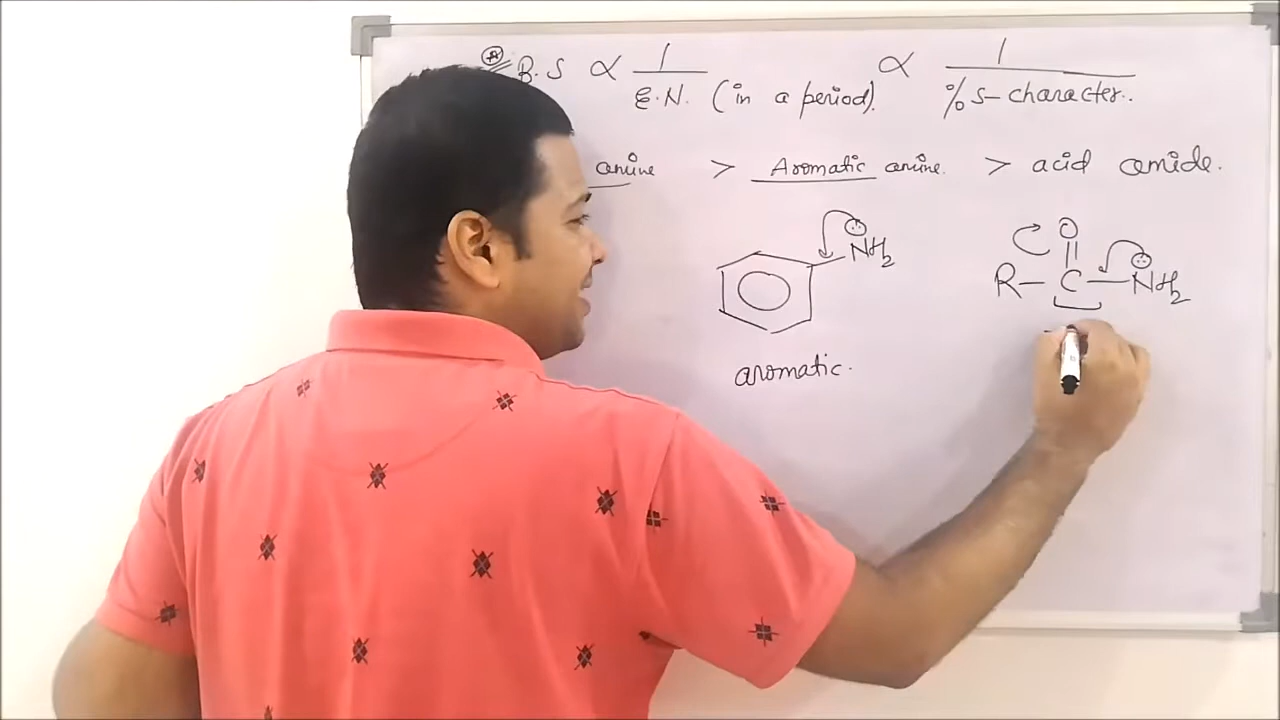 B.S ∝ 1/E.N. (in a period). ∝ 1/% s-character.
amine > Aromatic amine. > acid amide.
NH2
O
R-C-NH2
aromatic.